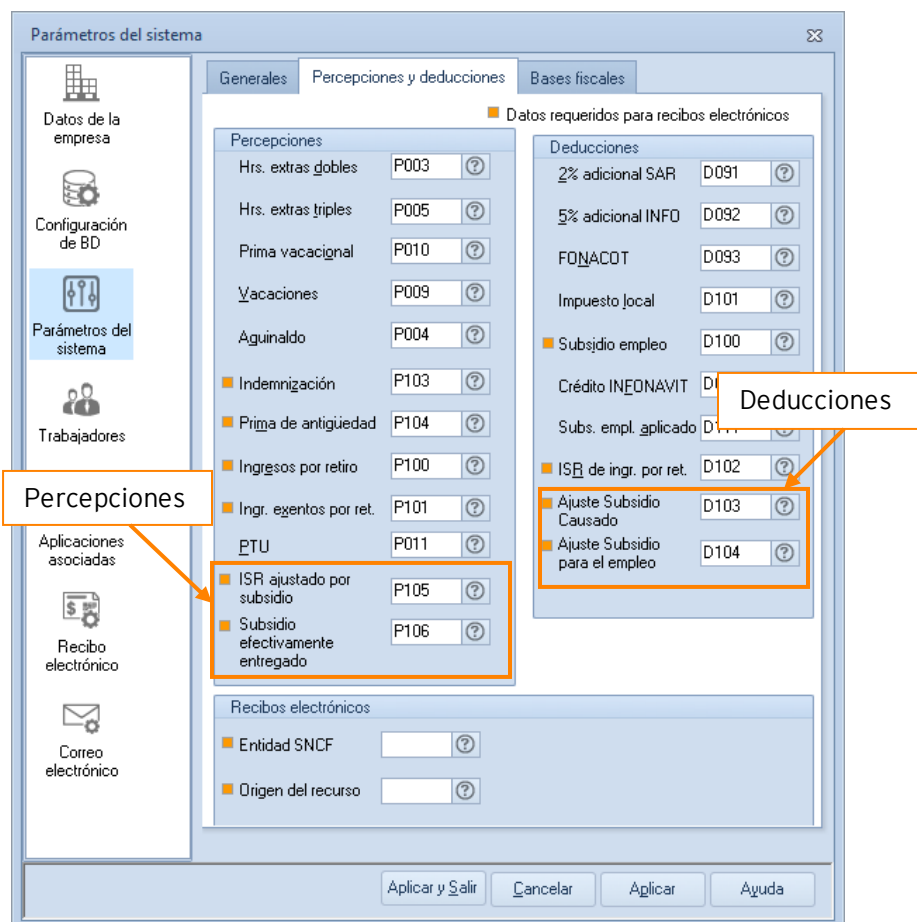 Parámetros del sistema
Datos de la
empresa
Configuración
de BD
Parámetros del
sistema
Trabajadores
Aplicaciones
asociadas
Recibo
electrónico
Correo
electrónico
Generales
Percepciones y deducciones
Bases fiscales
Datos requeridos para recibos electrónicos
Percepciones
Hrs. extras dobles P003
Hrs. extras triples P005
Prima vacacional P010
Vacaciones P009
Aguinaldo P004
Indemnización P103
Prima de antigüedad P104
Ingresos por retiro P100
Ingr. exentos por ret. P101
PTU P011
ISR ajustado por
subsidio P105
Subsidio
efectivamente P106
entregado
Deducciones
2% adicional SAR D091
5% adicional INFO D092
FONACOT D093
Impuesto local D101
Subsidio empleo D100
Crédito INFONAVIT
Subs. empl. aplicado
ISR de ingr. por ret. D102
Ajuste Subsidio
Causado D103
Ajuste Subsidio
para el empleo D104
Percepciones
Deducciones
Recibos electrónicos
Entidad SNCF
Origen del recurso
Aplicar y Salir
Cancelar
Aplicar
Ayuda